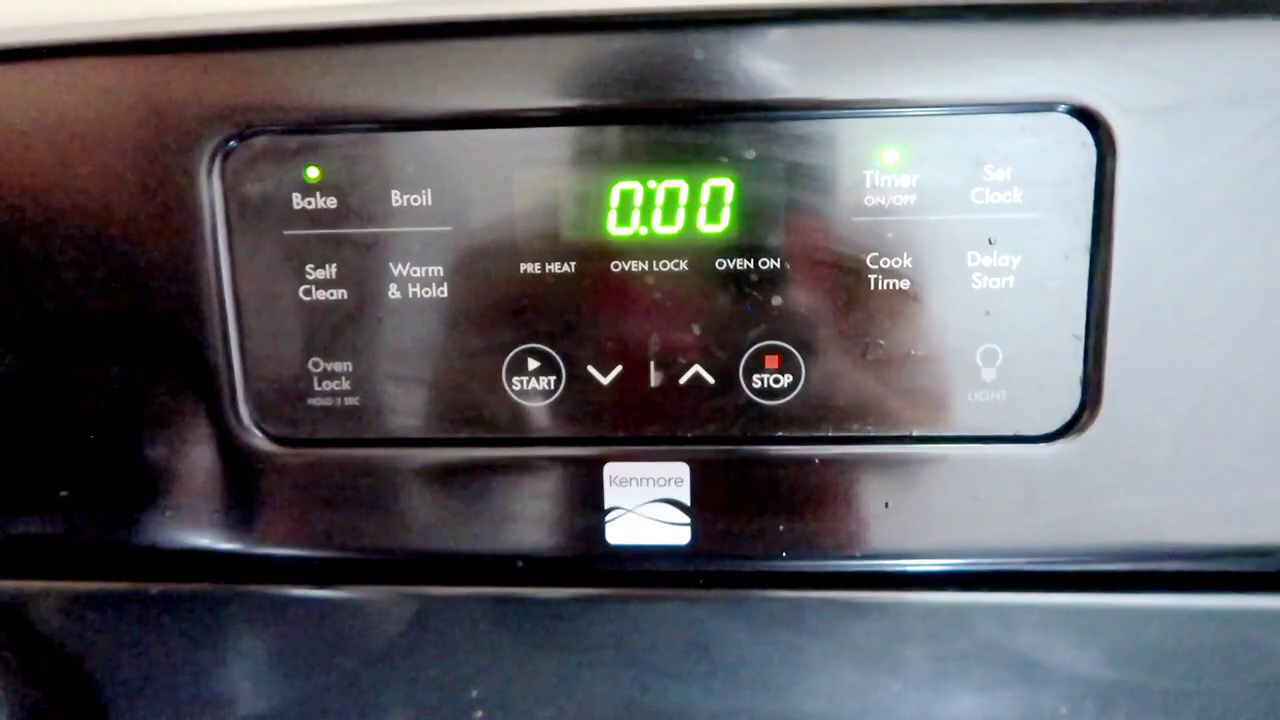 Bake
Broil
0:00
Timer
ON/OFF
Set
Clock
Self
Clean
Warm
& Hold
PRE HEAT
OVEN LOCK
OVEN ON
Cook
Time
Delay
Start
Oven
Lock
HOLD 3 SEC
START
STOP
LIGHT
Kenmore